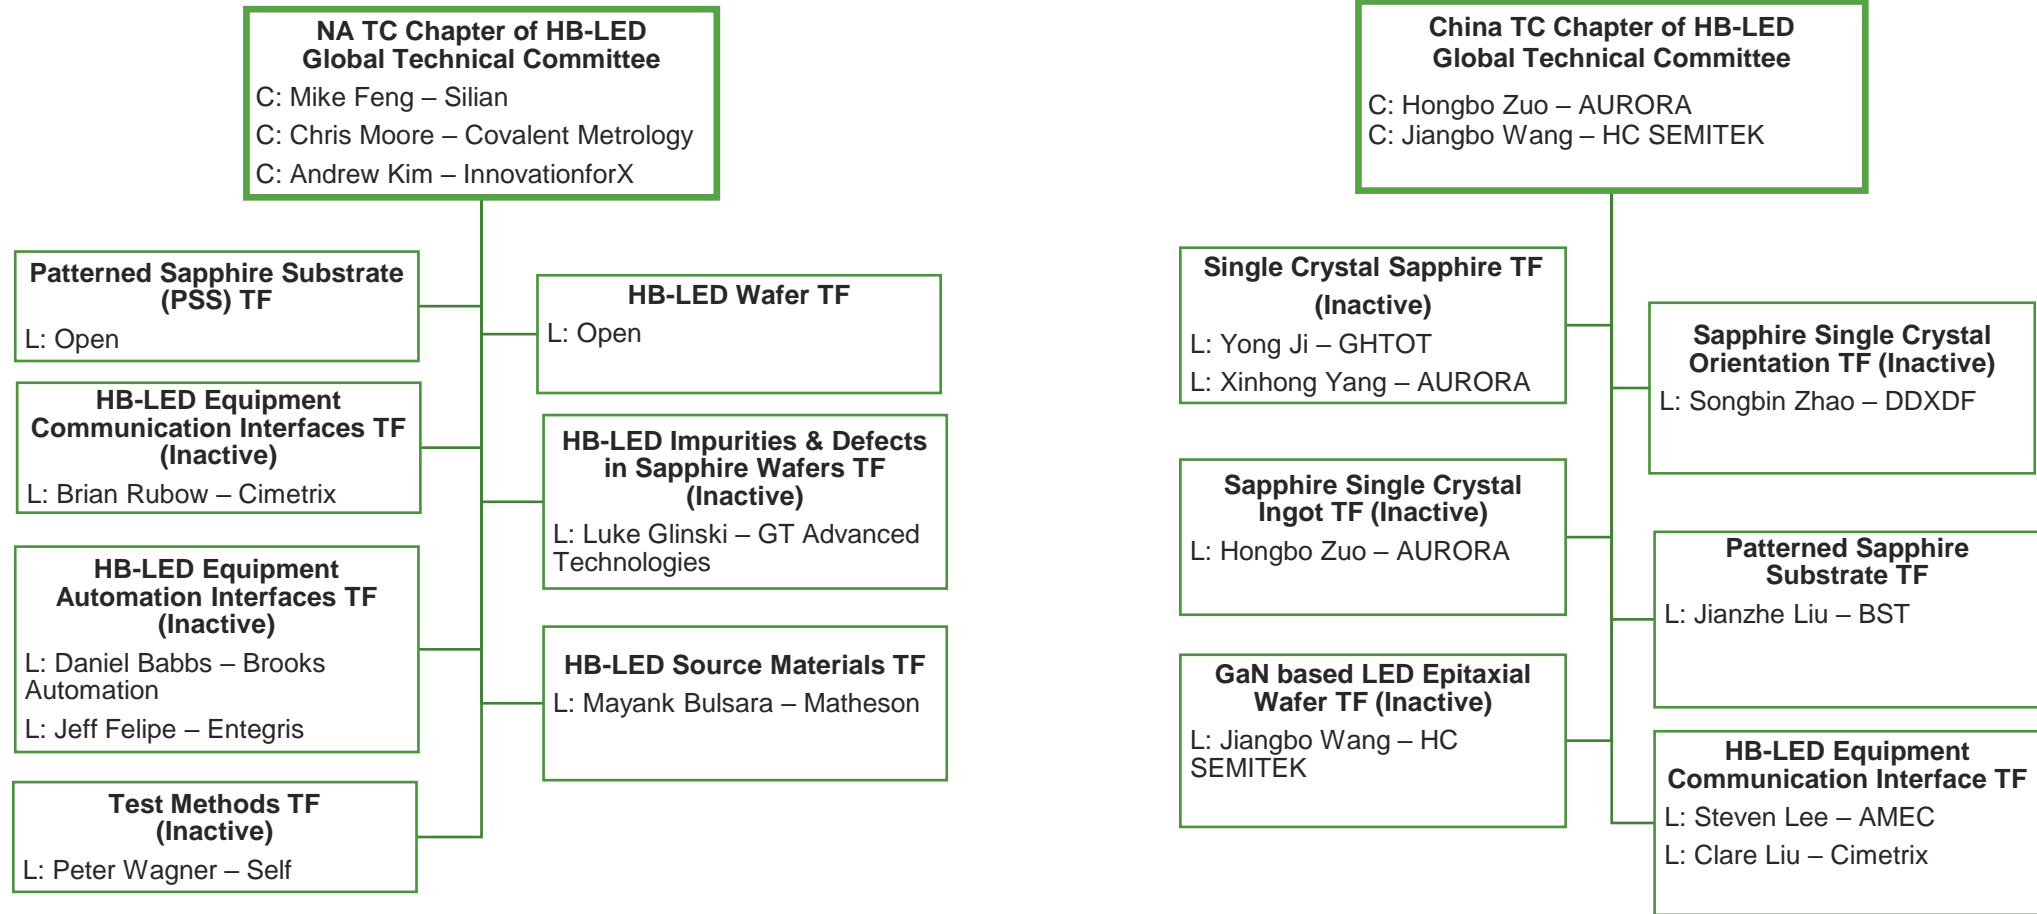 NA TC Chapter of HB-LED
Global Technical Committee
C: Mike Feng – Silian
C: Chris Moore – Covalent Metrology
C: Andrew Kim – InnovationforX
Patterned Sapphire Substrate
(PSS) TF
L: Open
HB-LED Wafer TF
L: Open
HB-LED Equipment
Communication Interfaces TF
(Inactive)
L: Brian Rubow – Cimetrix
HB-LED Impurities & Defects
in Sapphire Wafers TF
(Inactive)
L: Luke Glinski – GT Advanced
Technologies
HB-LED Equipment
Automation Interfaces TF
(Inactive)
L: Daniel Babbs – Brooks
Automation
L: Jeff Felipe – Entegris
HB-LED Source Materials TF
L: Mayank Bulsara – Matheson
Test Methods TF
(Inactive)
L: Peter Wagner – Self
China TC Chapter of HB-LED
Global Technical Committee
C: Hongbo Zuo – AURORA
C: Jiangbo Wang – HC SEMITEK
Single Crystal Sapphire TF
(Inactive)
L: Yong Ji – GHTOT
L: Xinhong Yang – AURORA
Sapphire Single Crystal
Orientation TF (Inactive)
L: Songbin Zhao – DDXDF
Sapphire Single Crystal
Ingot TF (Inactive)
L: Hongbo Zuo – AURORA
Patterned Sapphire
Substrate TF
L: Jianzhe Liu – BST
GaN based LED Epitaxial
Wafer TF (Inactive)
L: Jiangbo Wang – HC
SEMITEK
HB-LED Equipment
Communication Interface TF
L: Steven Lee – AMEC
L: Clare Liu – Cimetrix